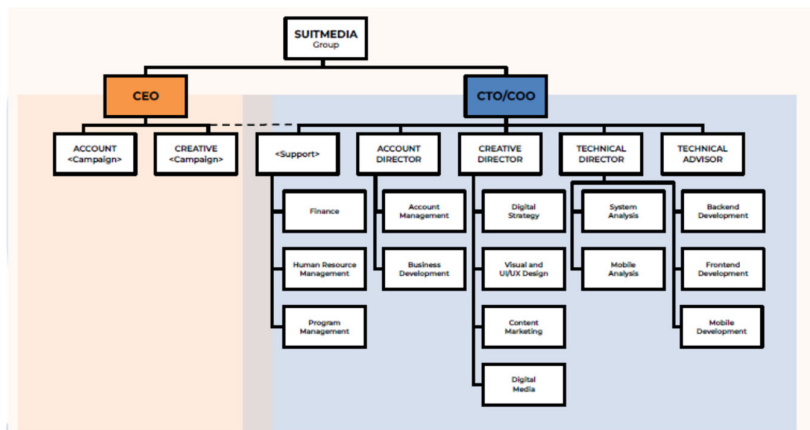 SUITMEDIA
Group
CEO
CTO/COO
ACCOUNT
<Campaign>
CREATIVE
<Campaign>
<Support>
ACCOUNT
DIRECTOR
CREATIVE
DIRECTOR
TECHNICAL
DIRECTOR
TECHNICAL
ADVISOR
Finance
Account
Management
Digital
Strategy
System
Analysis
Backend
Development
Human Resource
Management
Business
Development
Visual and
UI/UX Design
Mobile
Analysis
Frontend
Development
Program
Management
Content
Marketing
Mobile
Development
Digital
Media